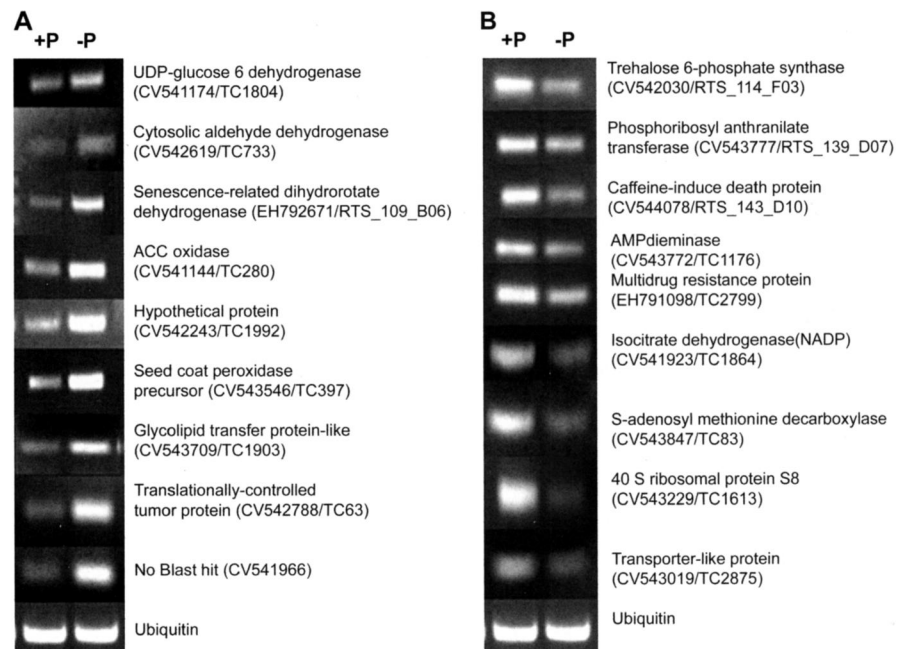 A
+P -P
UDP-glucose 6 dehydrogenase
(CV541174/TC1804)
Cytosolic aldehyde dehydrogenase
(CV542619/TC733)
Senescence-related dihydrorotate
dehydrogenase (EH792671/RTS_109_B06)
ACC oxidase
(CV541144/TC280)
Hypothetical protein
(CV542243/TC1992)
Seed coat peroxidase
precursor (CV543546/TC397)
Glycolipid transfer protein-like
(CV543709/TC1903)
Translationally-controlled
tumor protein (CV542788/TC63)
No Blast hit (CV541966)
Ubiquitin
B
+P -P
Trehalose 6-phosphate synthase
(CV542030/RTS_114_F03)
Phosphoribosyl anthranilate
transferase (CV543777/RTS_139_D07)
Caffeine-induce death protein
(CV544078/RTS_143_D10)
AMPdieminase
(CV543772/TC1176)
Multidrug resistance protein
(EH791098/TC2799)
Isocitrate dehydrogenase(NADP)
(CV541923/TC1864)
S-adenosyl methionine decarboxylase
(CV543847/TC83)
40 S ribosomal protein S8
(CV543229/TC1613)
Transporter-like protein
(CV543019/TC2875)
Ubiquitin